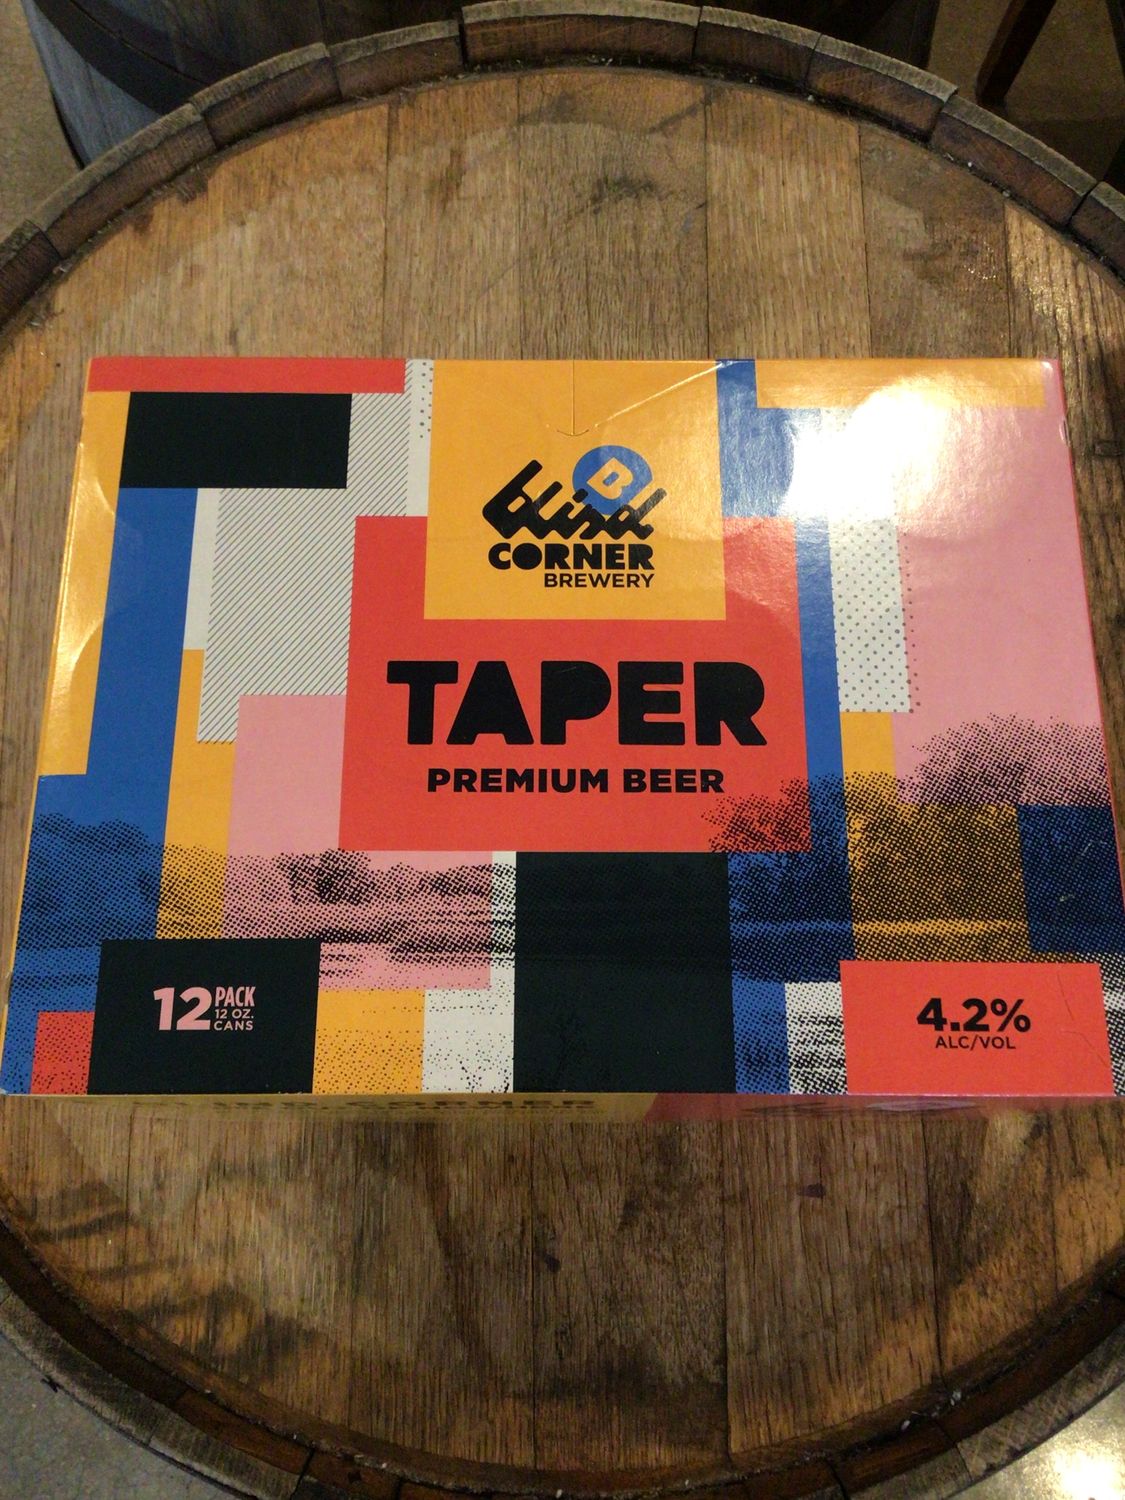 B
blind
CORNER
BREWERY
TAPER
PREMIUM BEER
12 PACK
12 OZ.
CANS
4.2%
ALC/VOL